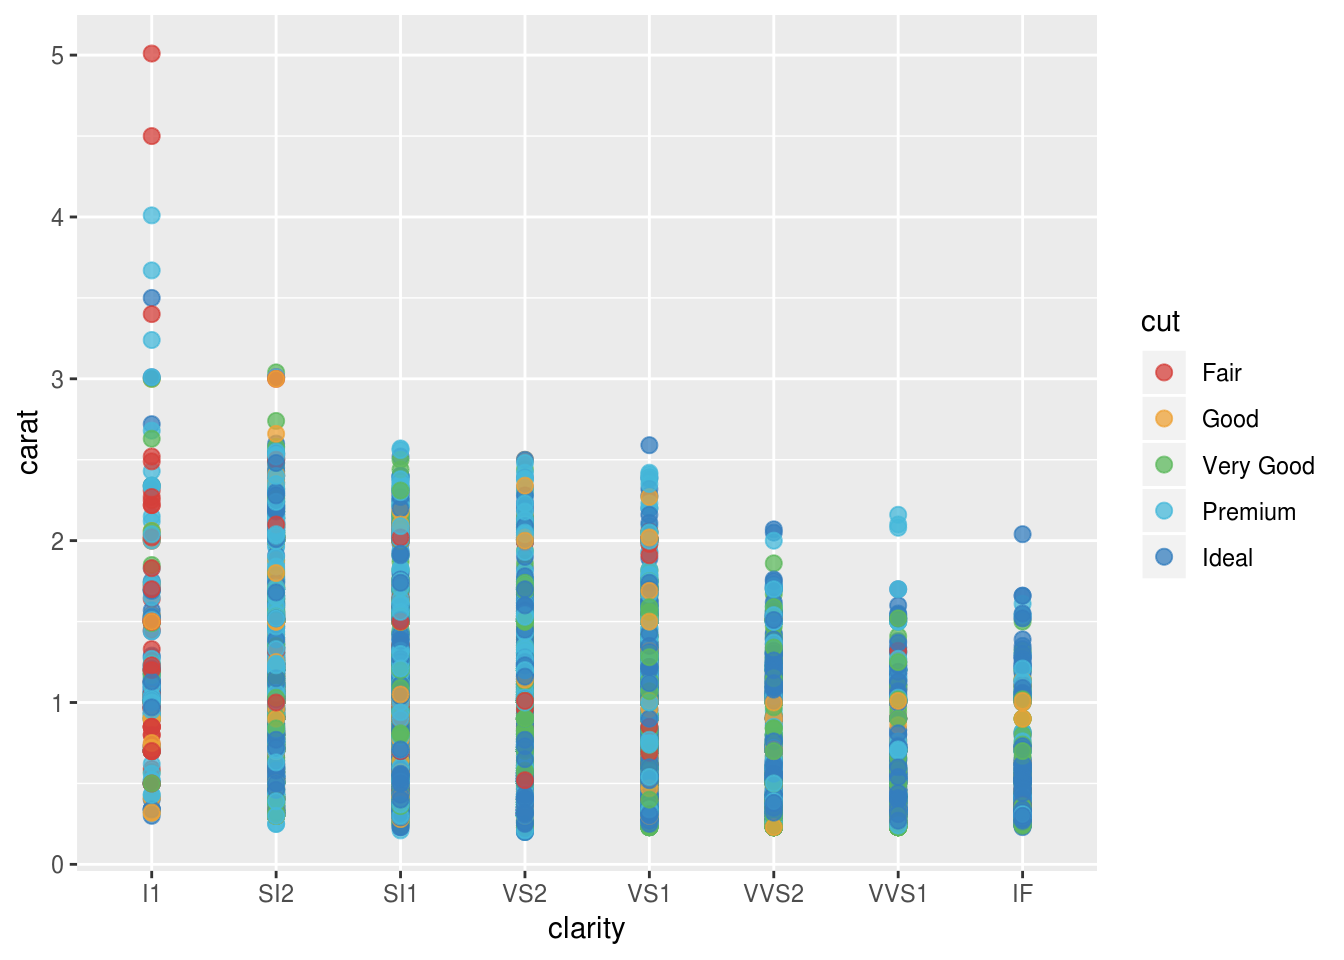 5
4
3
2
1
0
carat
I1 SI2 SI1 VS2 VS1 VVS2 VVS1 IF
clarity
cut
Fair
Good
Very Good
Premium
Ideal